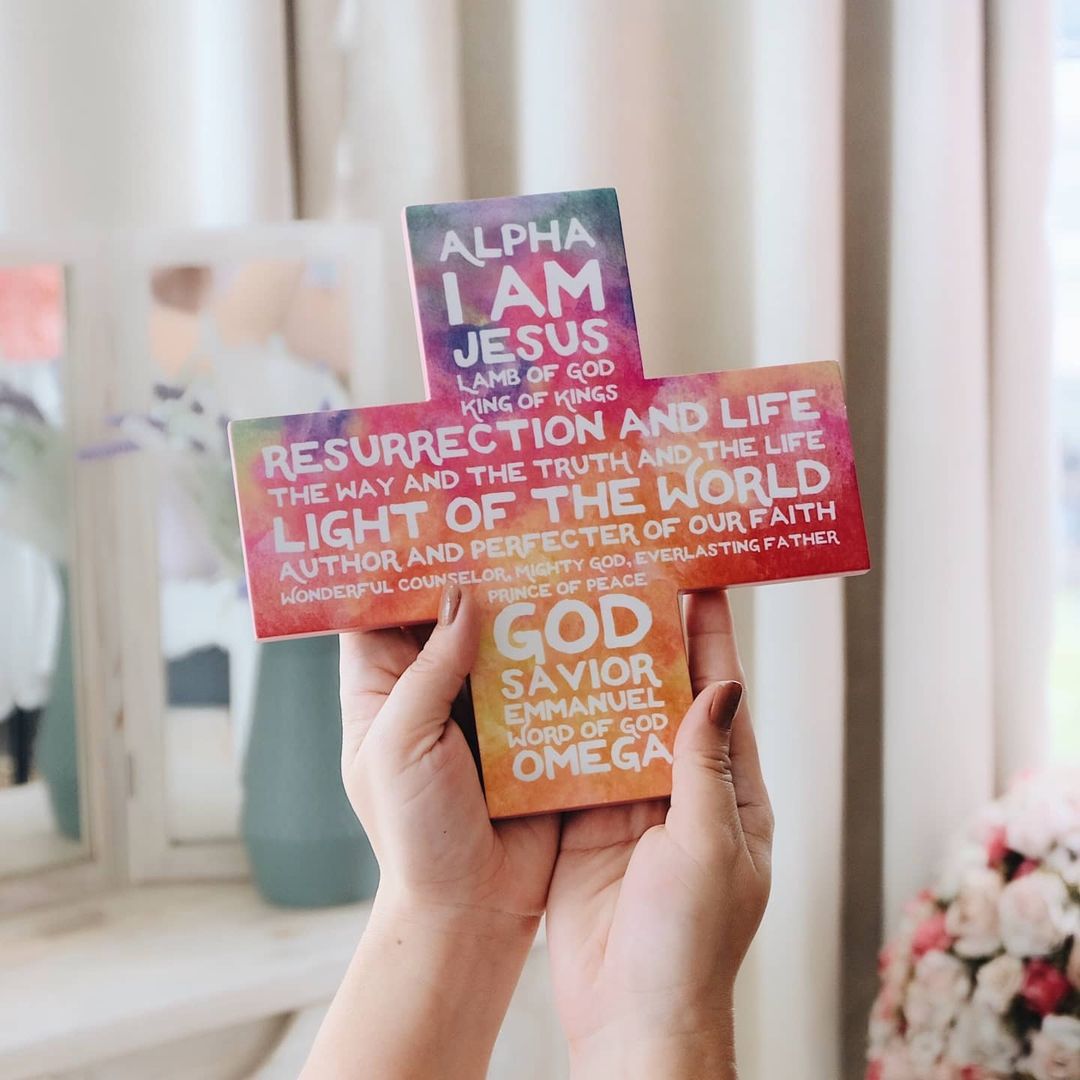 ALPHA
I AM
JESUS
LAMB OF GOD
KING OF KINGS
RESURRECTION AND LIFE
THE WAY AND THE TRUTH AND THE LIFE
LIGHT OF THE WORLD
AUTHOR AND PERFECTER OF OUR FAITH
WONDERFUL COUNSELOR, MIGHTY GOD, EVERLASTING FATHER
PRINCE OF PEACE
GOD
SAVIOR
EMMANUEL
WORD OF GOD
OMEGA